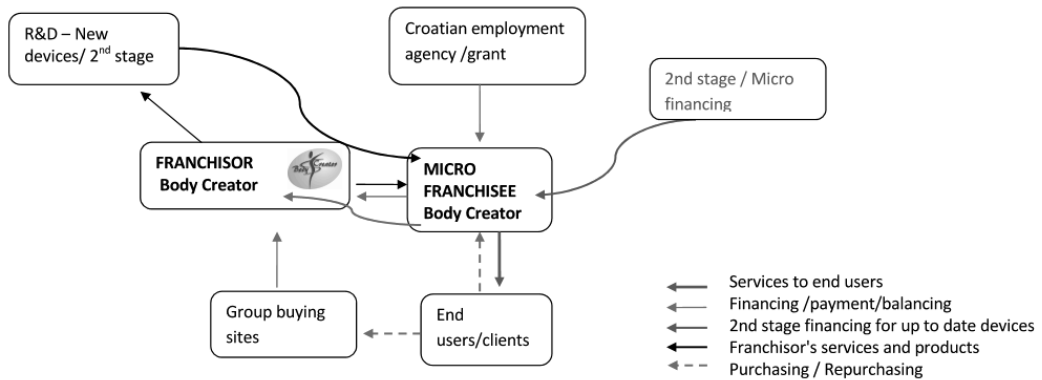 R&D – New
devices/ 2nd stage
Croatian employment
agency /grant
2nd stage / Micro
financing
FRANCHISOR
Body Creator
Body Creator
MICRO
FRANCHISEE
Body Creator
Group buying
sites
End
users/clients
Services to end users
Financing /payment/balancing
2nd stage financing for up to date devices
Franchisor's services and products
Purchasing / Repurchasing